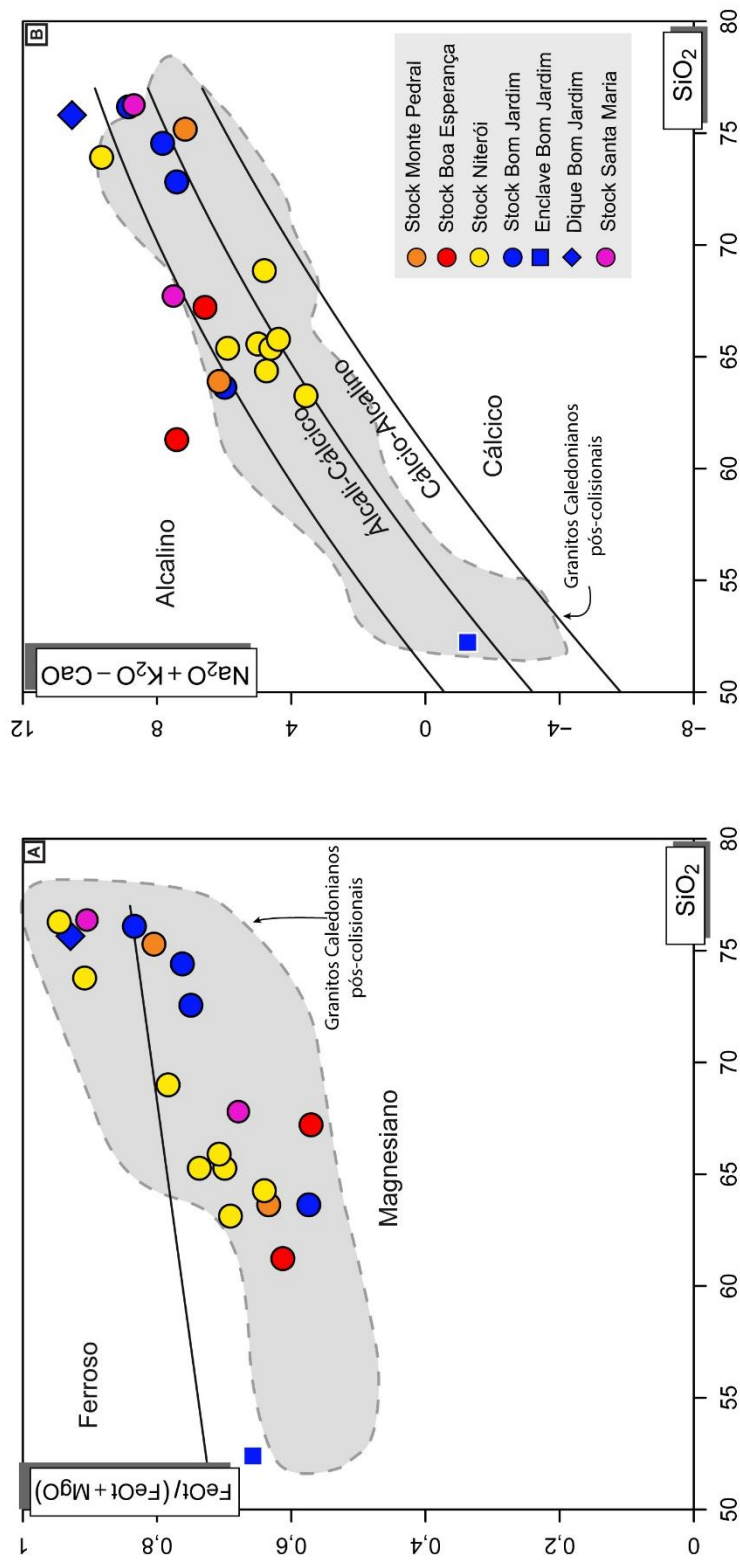 A
FeOt/(FeOt+MgO)
1
0,8
0,6
0,4
0,2
0
50
55
60
65
70
75
80
SiO₂
Ferroso
Magnesiano
Granitos Caledonianos
pós-colisionais
B
Na₂O + K₂O – CaO
12
8
4
0
–4
-8
50
55
60
65
70
75
80
SiO₂
Alcalino
Álcali-Cálcico
Cálcio-Alcalino
Cálcico
Granitos Caledonianos
pós-colisionais
Stock Monte Pedral
Stock Boa Esperança
Stock Niterói
Stock Bom Jardim
Enclave Bom Jardim
Dique Bom Jardim
Stock Santa Maria